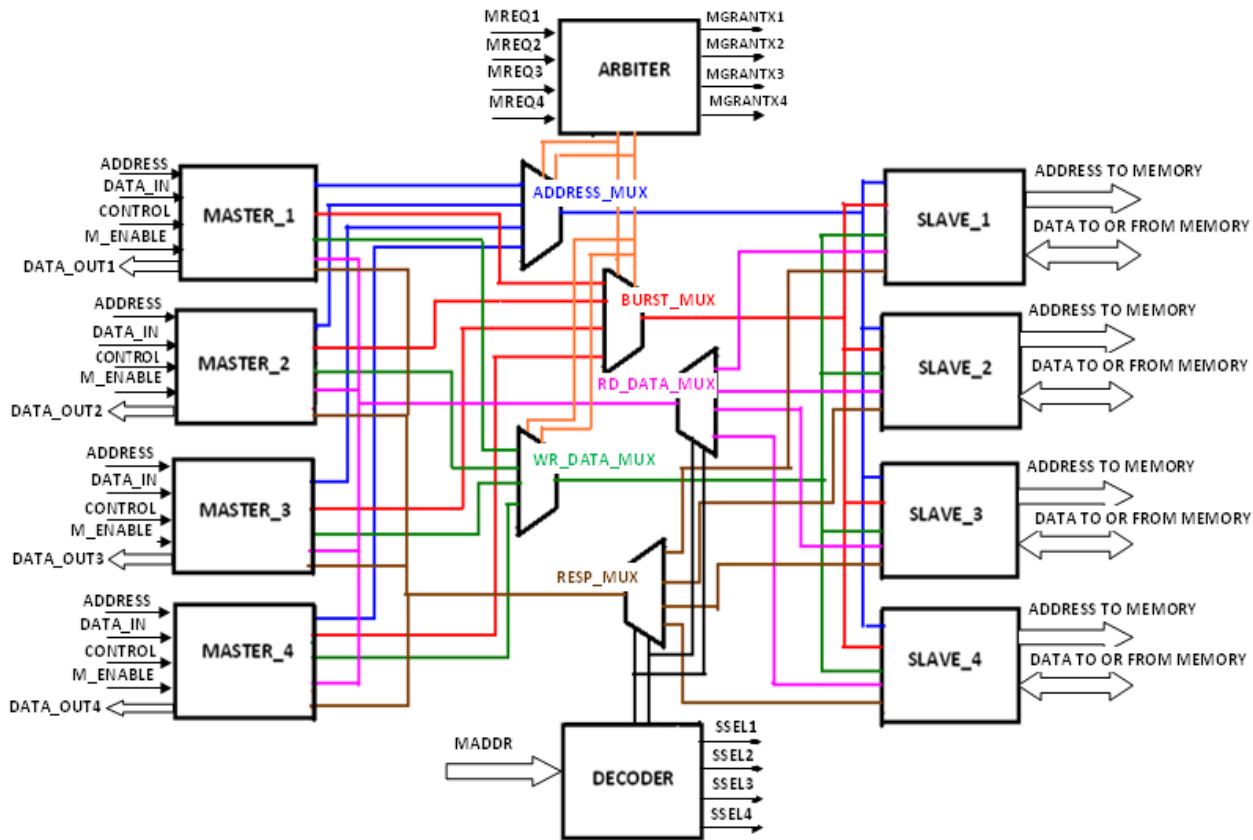 MREQ1
MREQ2
MREQ3
MREQ4
ARBITER
MGRANTX1
MGRANTX2
MGRANTX3
MGRANTX4
ADDRESS
DATA_IN
CONTROL
M_ENABLE
DATA_OUT1
MASTER_1
ADDRESS
DATA_IN
CONTROL
M_ENABLE
DATA_OUT2
MASTER_2
ADDRESS
DATA_IN
CONTROL
M_ENABLE
DATA_OUT3
MASTER_3
ADDRESS
DATA_IN
CONTROL
M_ENABLE
DATA_OUT4
MASTER_4
ADDRESS_MUX
BURST_MUX
RD_DATA_MUX
WR_DATA_MUX
RESP_MUX
SLAVE_1
ADDRESS TO MEMORY
DATA TO OR FROM MEMORY
SLAVE_2
ADDRESS TO MEMORY
DATA TO OR FROM MEMORY
SLAVE_3
ADDRESS TO MEMORY
DATA TO OR FROM MEMORY
SLAVE_4
ADDRESS TO MEMORY
DATA TO OR FROM MEMORY
MADDR
DECODER
SSEL1
SSEL2
SSEL3
SSEL4